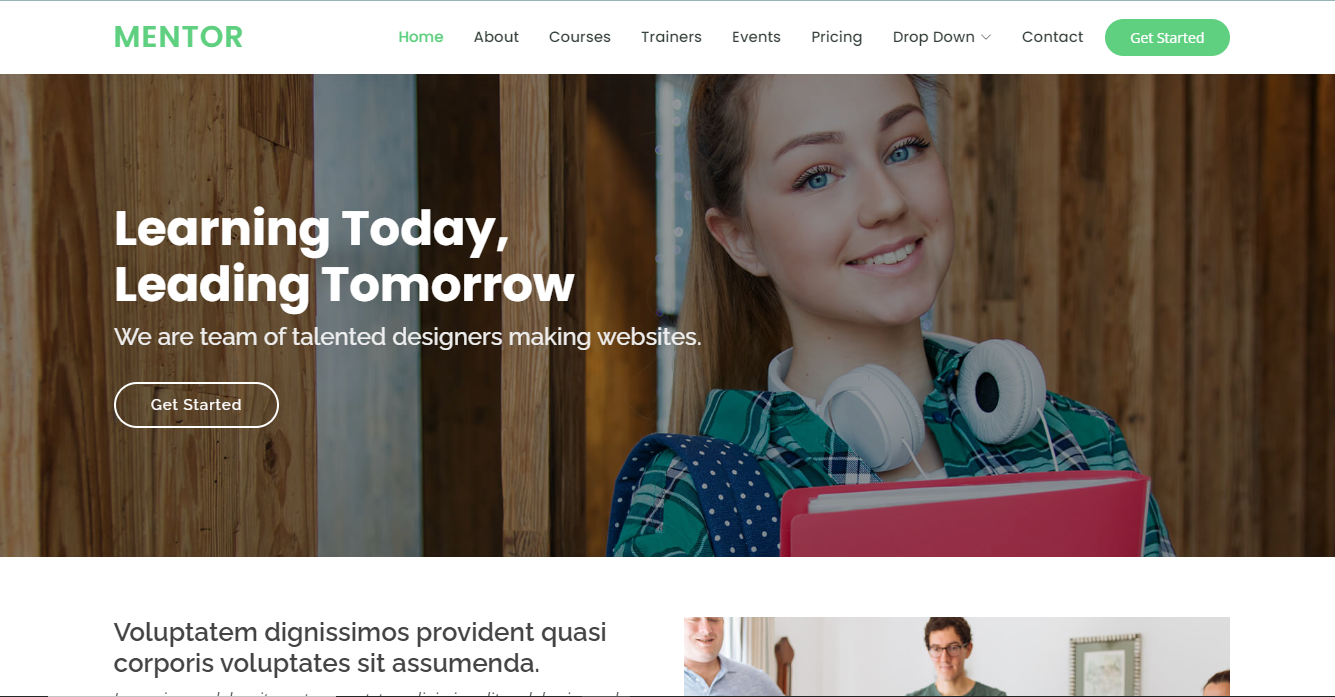 MENTOR
Home About Courses Trainers Events Pricing Drop Down Contact Get Started
Learning Today,
Leading Tomorrow
We are team of talented designers making websites.
Get Started
Voluptatem dignissimos provident quasi
corporis voluptates sit assumenda.